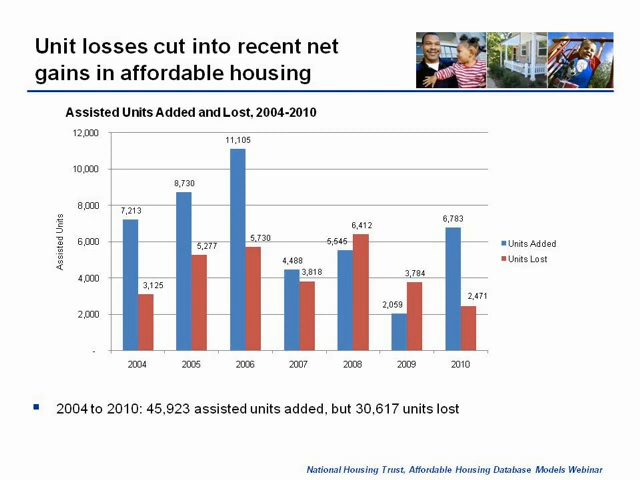 Unit losses cut into recent net
gains in affordable housing
Assisted Units Added and Lost, 2004-2010
12,000
10,000
8,000
6,000
4,000
2,000
-
Assisted Units
7,213
3,125
8,730
5,277
11,105
5,730
4,488
3,818
5,545
6,412
2,059
3,784
6,783
2,471
2004 2005 2006 2007 2008 2009 2010
Units Added
Units Lost
2004 to 2010: 45,923 assisted units added, but 30,617 units lost
National Housing Trust, Affordable Housing Database Models Webinar